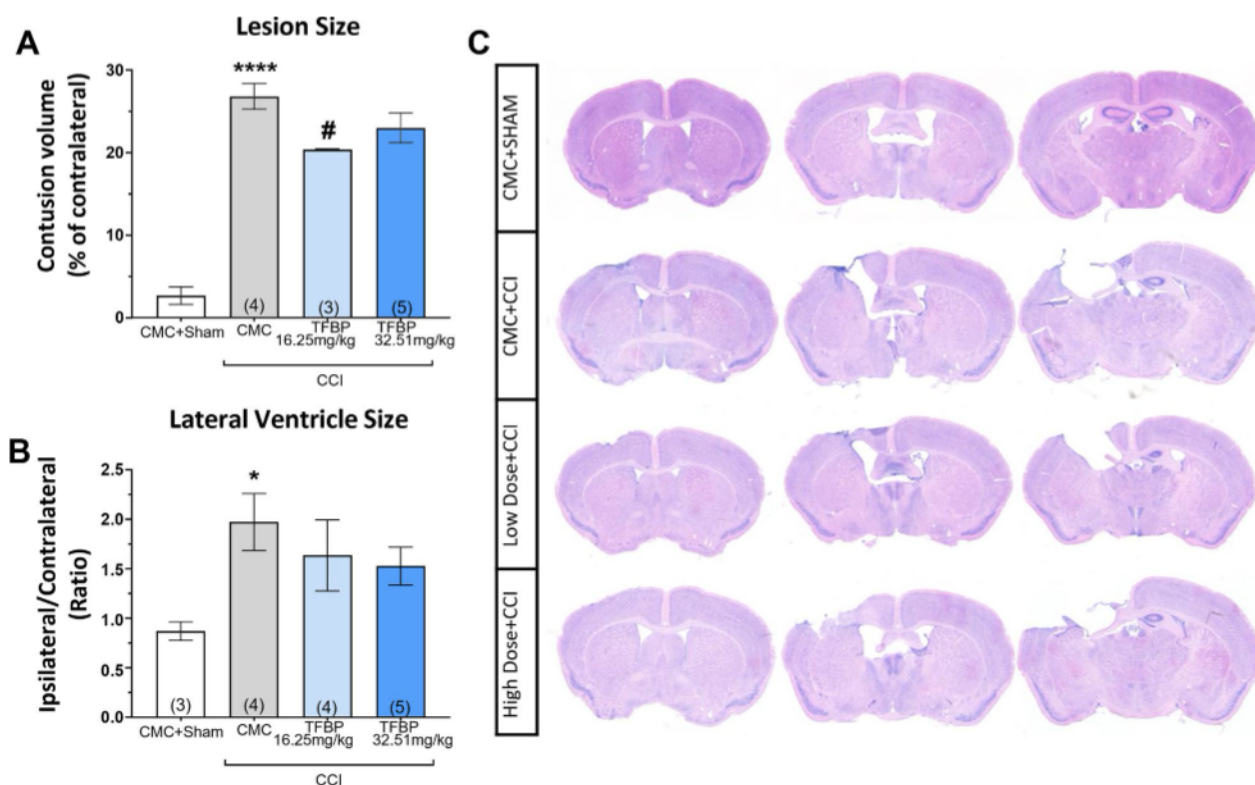 A
Lesion Size
Contusion volume
(% of contralateral)
30
20
10
0
****
#
(4)
(3)
(5)
CMC+Sham
CMC
TFBP
16.25mg/kg
TFBP
32.51mg/kg
CCI
B
Lateral Ventricle Size
Ipsilateral/Contralateral
(Ratio)
2.5
2.0
1.5
1.0
0.5
0.0
*
(3)
(4)
(4)
(5)
CMC+Sham
CMC
TFBP
16.25mg/kg
TFBP
32.51mg/kg
CCI
C
CMC+SHAM
CMC+CCI
Low Dose+CCI
High Dose+CCI